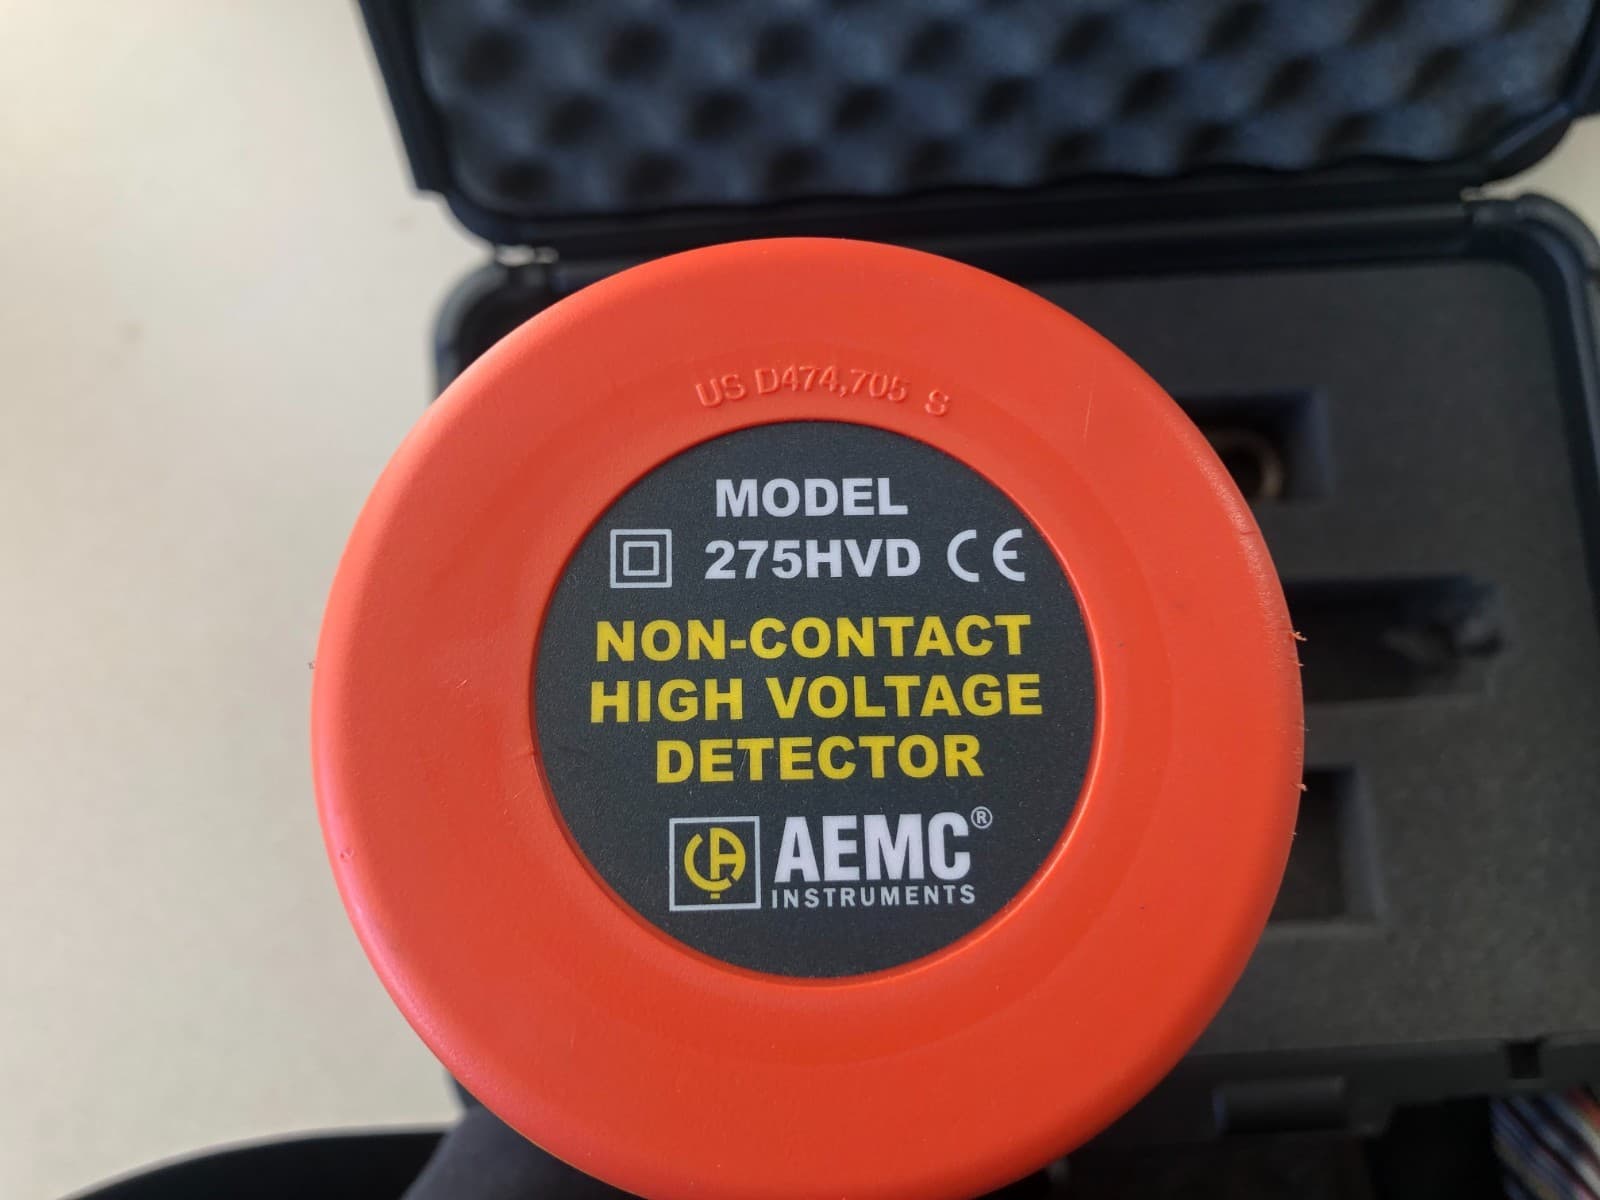 US D474,705 S
MODEL
275HVD CE
NON-CONTACT
HIGH VOLTAGE
DETECTOR
AEMC®
INSTRUMENTS